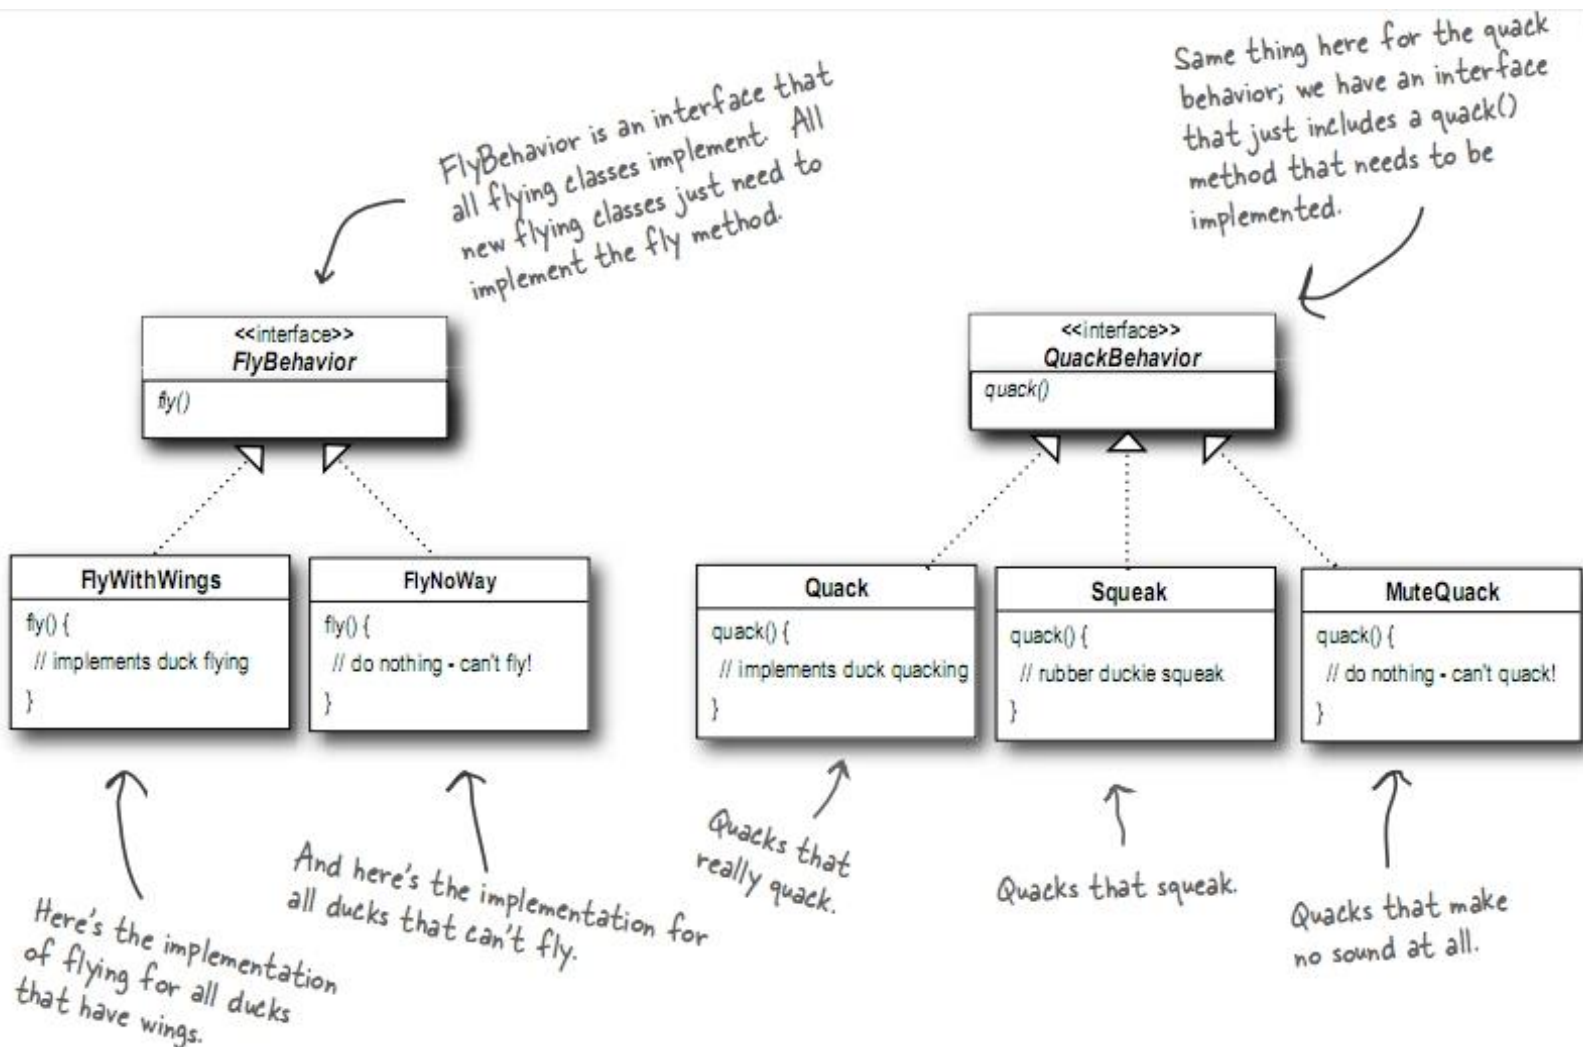 FlyBehavior is an interface that
all flying classes implement. All
new flying classes just need to
implement the fly method.
Same thing here for the quack
behavior; we have an interface
that just includes a quack()
method that needs to be
implemented.
<<interface>>
FlyBehavior
fly()
<<interface>>
QuackBehavior
quack()
FlyWithWings
fly() {
// implements duck flying
}
FlyNoWay
fly() {
// do nothing - can't fly!
}
Quack
quack() {
// implements duck quacking
}
Squeak
quack() {
// rubber duckie squeak
}
MuteQuack
quack() {
// do nothing - can't quack!
}
Here's the implementation
of flying for all ducks
that have wings.
And here's the implementation for
all ducks that can't fly.
Quacks that
really quack.
Quacks that squeak.
Quacks that make
no sound at all.